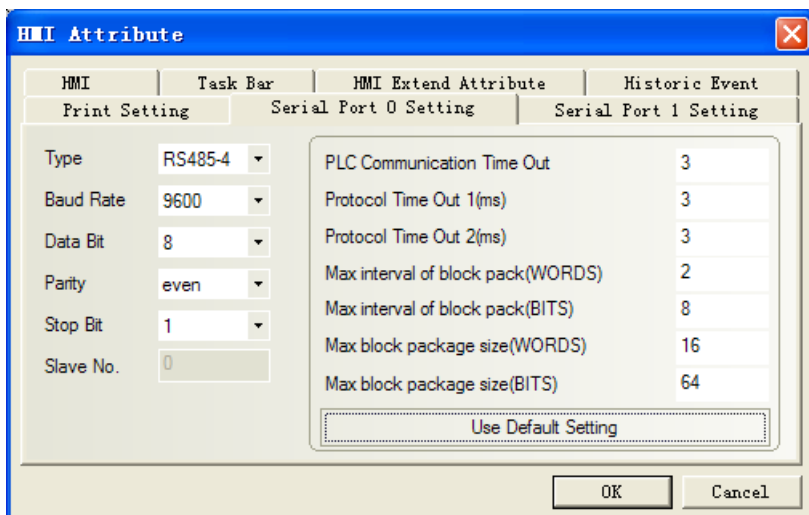 HMI Attribute
HMI Task Bar HMI Extend Attribute Historic Event
Print Setting Serial Port 0 Setting Serial Port 1 Setting
Type RS485-4
Baud Rate 9600
Data Bit 8
Parity even
Stop Bit 1
Slave No. 0
PLC Communication Time Out 3
Protocol Time Out 1(ms) 3
Protocol Time Out 2(ms) 3
Max interval of block pack(WORDS) 2
Max interval of block pack(BITS) 8
Max block package size(WORDS) 16
Max block package size(BITS) 64
Use Default Setting
OK Cancel